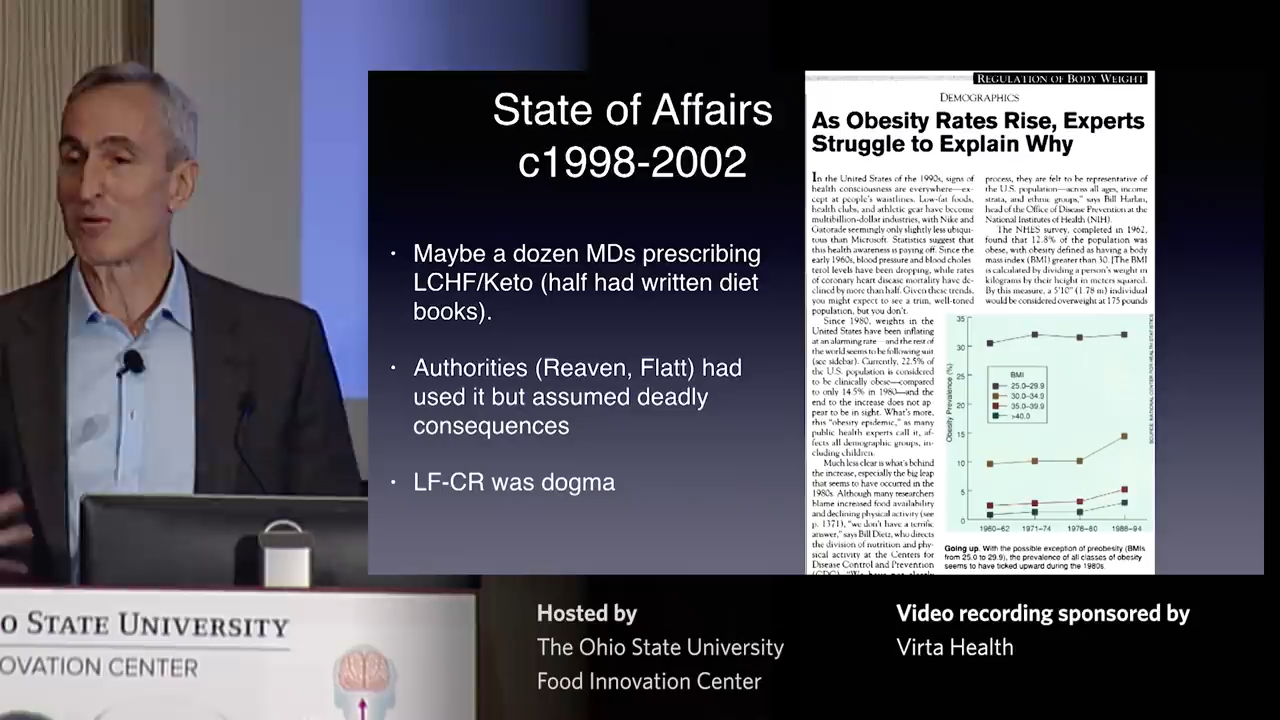 State of Affairs
c1998-2002
· Maybe a dozen MDs prescribing
LCHF/Keto (half had written diet
books).
· Authorities (Reaven, Flatt) had
used it but assumed deadly
consequences
· LF-CR was dogma
REGULATION OF BODY WEIGHT
DEMOGRAPHICS
As Obesity Rates Rise, Experts
Struggle to Explain Why
In the United States of the 1990s, signs of
health consciousness are everywhere—ex-
cept at people's waistlines. Low-fat foods,
health clubs, and athletic gear have become
multibillion-dollar industries, with Nike and
Gatorade seemingly only slightly less ubiqui-
tous than Microsoft. Statistics suggest that
this health awareness is paying off. Since the
early 1960s, blood pressure and blood choles-
terol levels have been dropping, while rates
of coronary heart disease mortality have de-
clined by more than half. Given these trends,
you might expect to see a trim, well-toned
population, but you don't.
Since 1980, weights in the
United States have been inflating
at an alarming rate—and the rest of
the world seems to be following suit
(see sidebar). Currently, 22.5% of
the U.S. population is considered
to be clinically obese—compared
to only 14.5% in 1980—and the
end to the increase does not ap-
pear to be in sight. What's more,
this "obesity epidemic," as many
public health experts call it, af-
fects all demographic groups, in-
cluding children.
Much less clear is what's behind
the increase, especially the big leap
that seems to have occurred in the
1980s. Although many researchers
blame increased food availability
and declining physical activity (see
p. 1371), "we don't have a terrific
answer," says Bill Dietz, who directs
the division of nutrition and phy-
sical activity at the Centers for
Disease Control and Prevention
process, they are felt to be representative of
the U.S. population—across all ages, income
strata, and ethnic groups," says Bill Harlan,
head of the Office of Disease Prevention at the
National Institutes of Health (NIH).
The NHES survey, completed in 1962,
found that 12.8% of the population was
obese, with obesity defined as having a body
mass index (BMI) greater than 30. [The BMI
is calculated by dividing a person's weight in
kilograms by their height in meters squared.
By this measure, a 5'10" (1.78 m) individual
would be considered overweight at 175 pounds
Obesity Prevalence (%)
35
30
25
20
15
10
5
0
BMI
25.0–29.9
30.0–34.9
35.0–39.9
>40.0
1960–62 1971–74 1976–80 1988–94
SOURCE: NATIONAL CENTER FOR HEALTH STATISTICS
Going up. With the possible exception of preobesity (BMIs
from 25.0 to 29.9), the prevalence of all classes of obesity
seems to have ticked upward during the 1980s.
O STATE UNIVERSITY
OVATION CENTER
Hosted by
The Ohio State University
Food Innovation Center
Video recording sponsored by
Virta Health